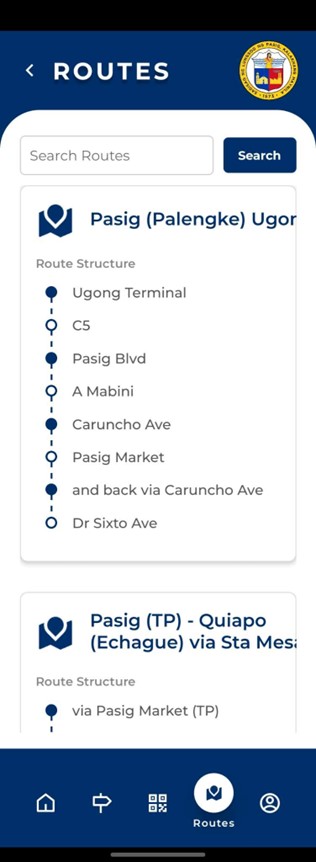 ROUTES
Search Routes
Search
Pasig (Palengke) Ugon
Route Structure
Ugong Terminal
C5
Pasig Blvd
A Mabini
Caruncho Ave
Pasig Market
and back via Caruncho Ave
Dr Sixto Ave
Pasig (TP) - Quiapo
(Echague) via Sta Mesa
Route Structure
via Pasig Market (TP)
Routes